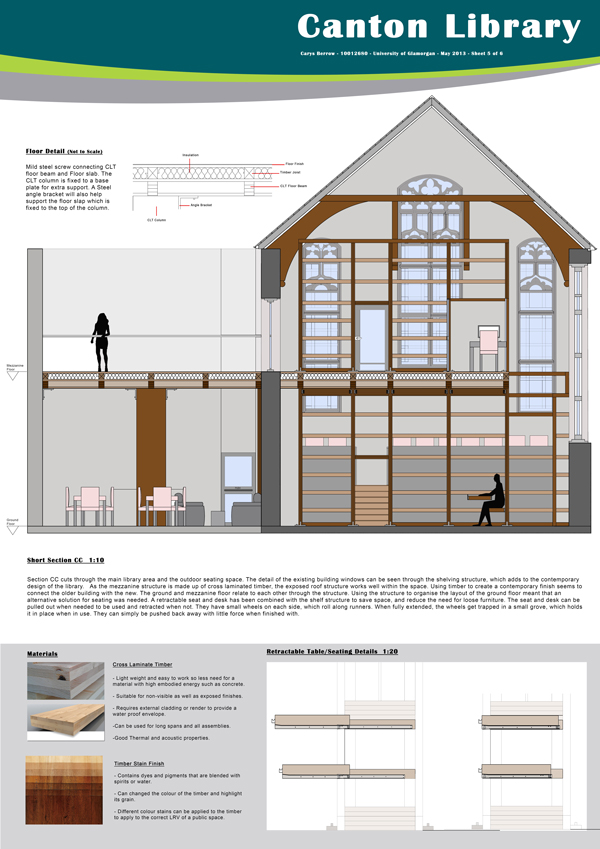 Canton Library
Carys Berrow - 10012680 - University of Glamorgan - May 2013 - Sheet 5 of 6
Floor Detail (Not to Scale)
Mild steel screw connecting CLT
floor beam and Floor slab. The
CLT column is fixed to a base
plate for extra support. A Steel
angle bracket will also help
support the floor slap which is
fixed to the top of the column.
Insulation
Floor Finish
Timber Joist
CLT Floor Beam
Angle Bracket
CLT Column
Mezzanine
Floor
Ground
Floor
Short Section CC 1:10
Section CC cuts through the main library area and the outdoor seating space. The detail of the existing building windows can be seen through the shelving structure, which adds to the contemporary
design of the library. As the mezzanine structure is made up of cross laminated timber, the exposed roof structure works well within the space. Using timber to create a contemporary finish seems to
connect the older building with the new. The ground and mezzanine floor relate to each other through the structure. Using the structure to organise the layout of the ground floor meant that an
alternative solution for seating was needed. A retractable seat and desk has been combined with the shelf structure to save space, and reduce the need for loose furniture. The seat and desk can be
pulled out when needed to be used and retracted when not. They have small wheels on each side, which roll along runners. When fully extended, the wheels get trapped in a small grove, which holds
it in place when in use. They can simply be pushed back away with little force when finished with.
Materials
Cross Laminate Timber
- Light weight and easy to work so less need for a
material with high embodied energy such as concrete.
- Suitable for non-visible as well as exposed finishes.
- Requires external cladding or render to provide a
water proof envelope.
-Can be used for long spans and all assemblies.
-Good Thermal and acoustic properties.
Timber Stain Finish
- Contains dyes and pigments that are blended with
spirits or water.
- Can changed the colour of the timber and highlight
its grain.
- Different colour stains can be applied to the timber
to apply to the correct LRV of a public space.
Retractable Table/Seating Details 1:20